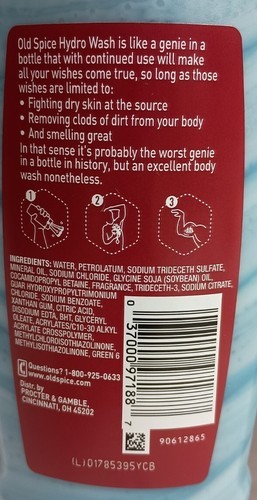 Old Spice Hydro Wash is like a genie in a
bottle that with continued use will make
all your wishes come true, so long as those
wishes are limited to:
• Fighting dry skin at the source
• Removing clods of dirt from your body
• And smelling great
In that sense it's probably the worst genie
in a bottle in history, but an excellent body
wash nonetheless.
1 2 3
INGREDIENTS: WATER, PETROLATUM, SODIUM TRIDECETH SULFATE,
MINERAL OIL, SODIUM CHLORIDE, GLYCINE SOJA (SOYBEAN) OIL,
COCAMIDOPROPYL BETAINE, FRAGRANCE, TRIDECETH-3, SODIUM CITRATE,
GUAR HYDROXYPROPYLTRIMONIUM
CHLORIDE, SODIUM BENZOATE,
XANTHAN GUM, CITRIC ACID,
DISODIUM EDTA, BHT, GLYCERYL
OLEATE, ACRYLATES/C10-30 ALKYL
ACRYLATE CROSSPOLYMER,
METHYLCHLOROISOTHIAZOLINONE,
METHYLISOTHIAZOLINONE, GREEN 6
Questions? 1-800-925-0633
www.oldspice.com
Distr. by
PROCTER & GAMBLE,
CINCINNATI, OH 45202
0 37000 97188 7
90612865
(L)01785395YCB